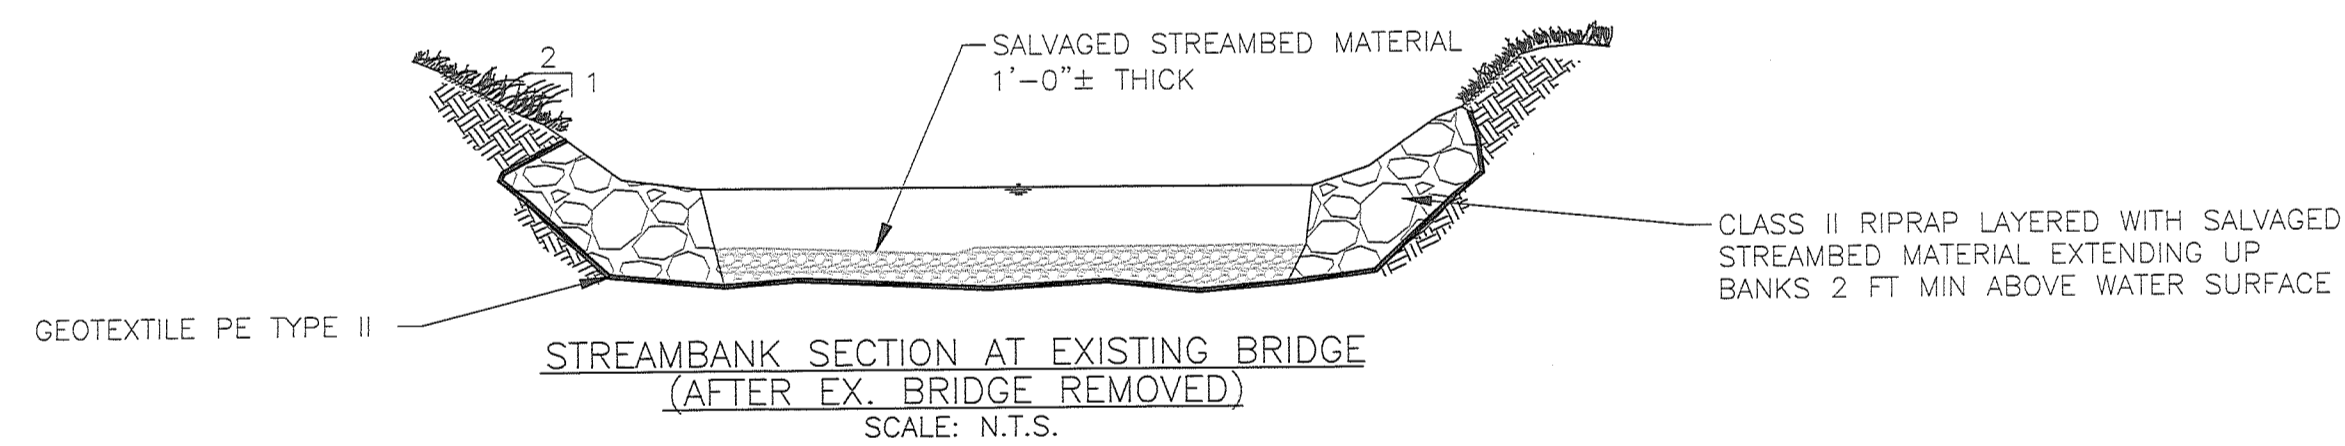 2
1
SALVAGED STREAMBED MATERIAL
1'-0"± THICK
CLASS II RIPRAP LAYERED WITH SALVAGED
STREAMBED MATERIAL EXTENDING UP
BANKS 2 FT MIN ABOVE WATER SURFACE
GEOTEXTILE PE TYPE II
STREAMBANK SECTION AT EXISTING BRIDGE
(AFTER EX. BRIDGE REMOVED)
SCALE: N.T.S.